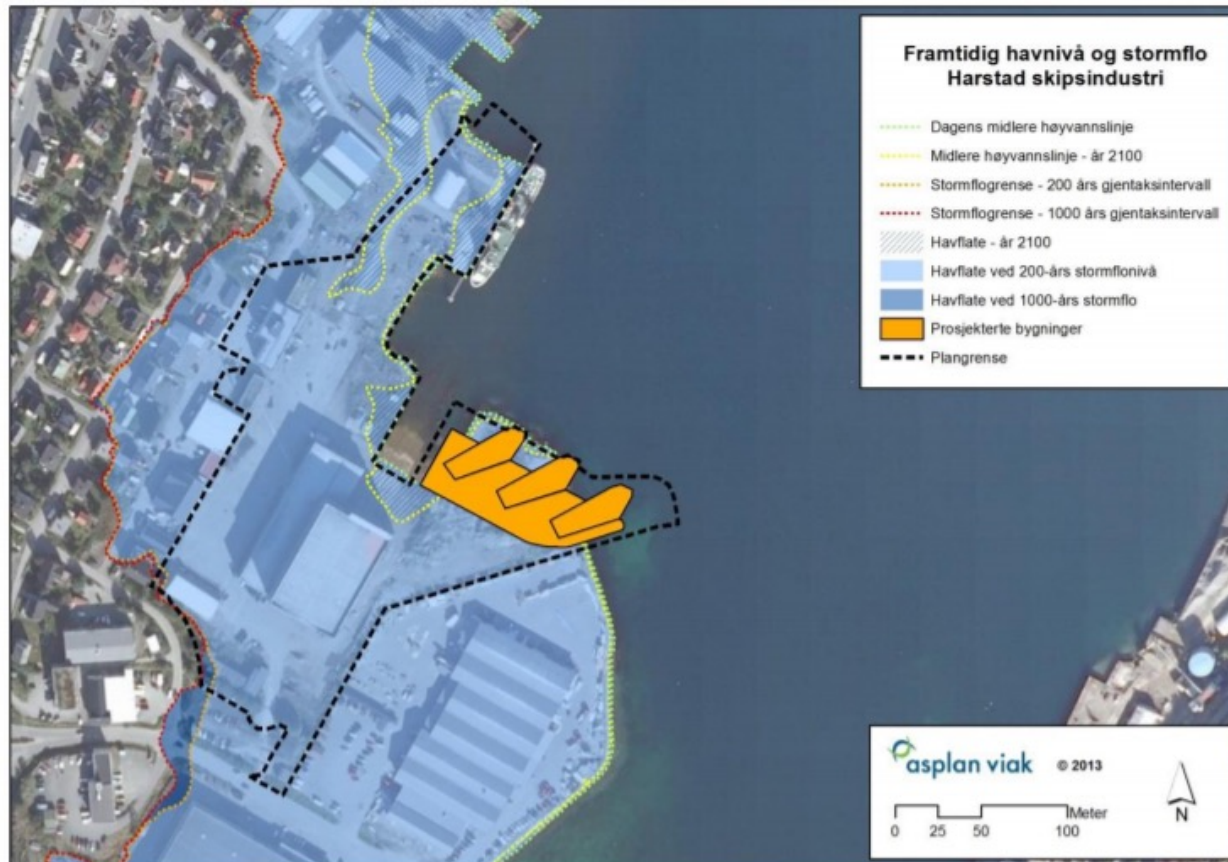 Framtidig havnivå og stormflo
Harstad skipsindustri
Dagens midlere høyvannslinje
Midlere høyvannslinje - år 2100
Stormflogrense - 200 års gjentaksintervall
Stormflogrense - 1000 års gjentaksintervall
Havflate - år 2100
Havflate ved 200-års stormflonivå
Havflate ved 1000-års stormflo
Prosjekterte bygninger
Plangrense
asplan viak © 2013
Meter
0 25 50 100
N